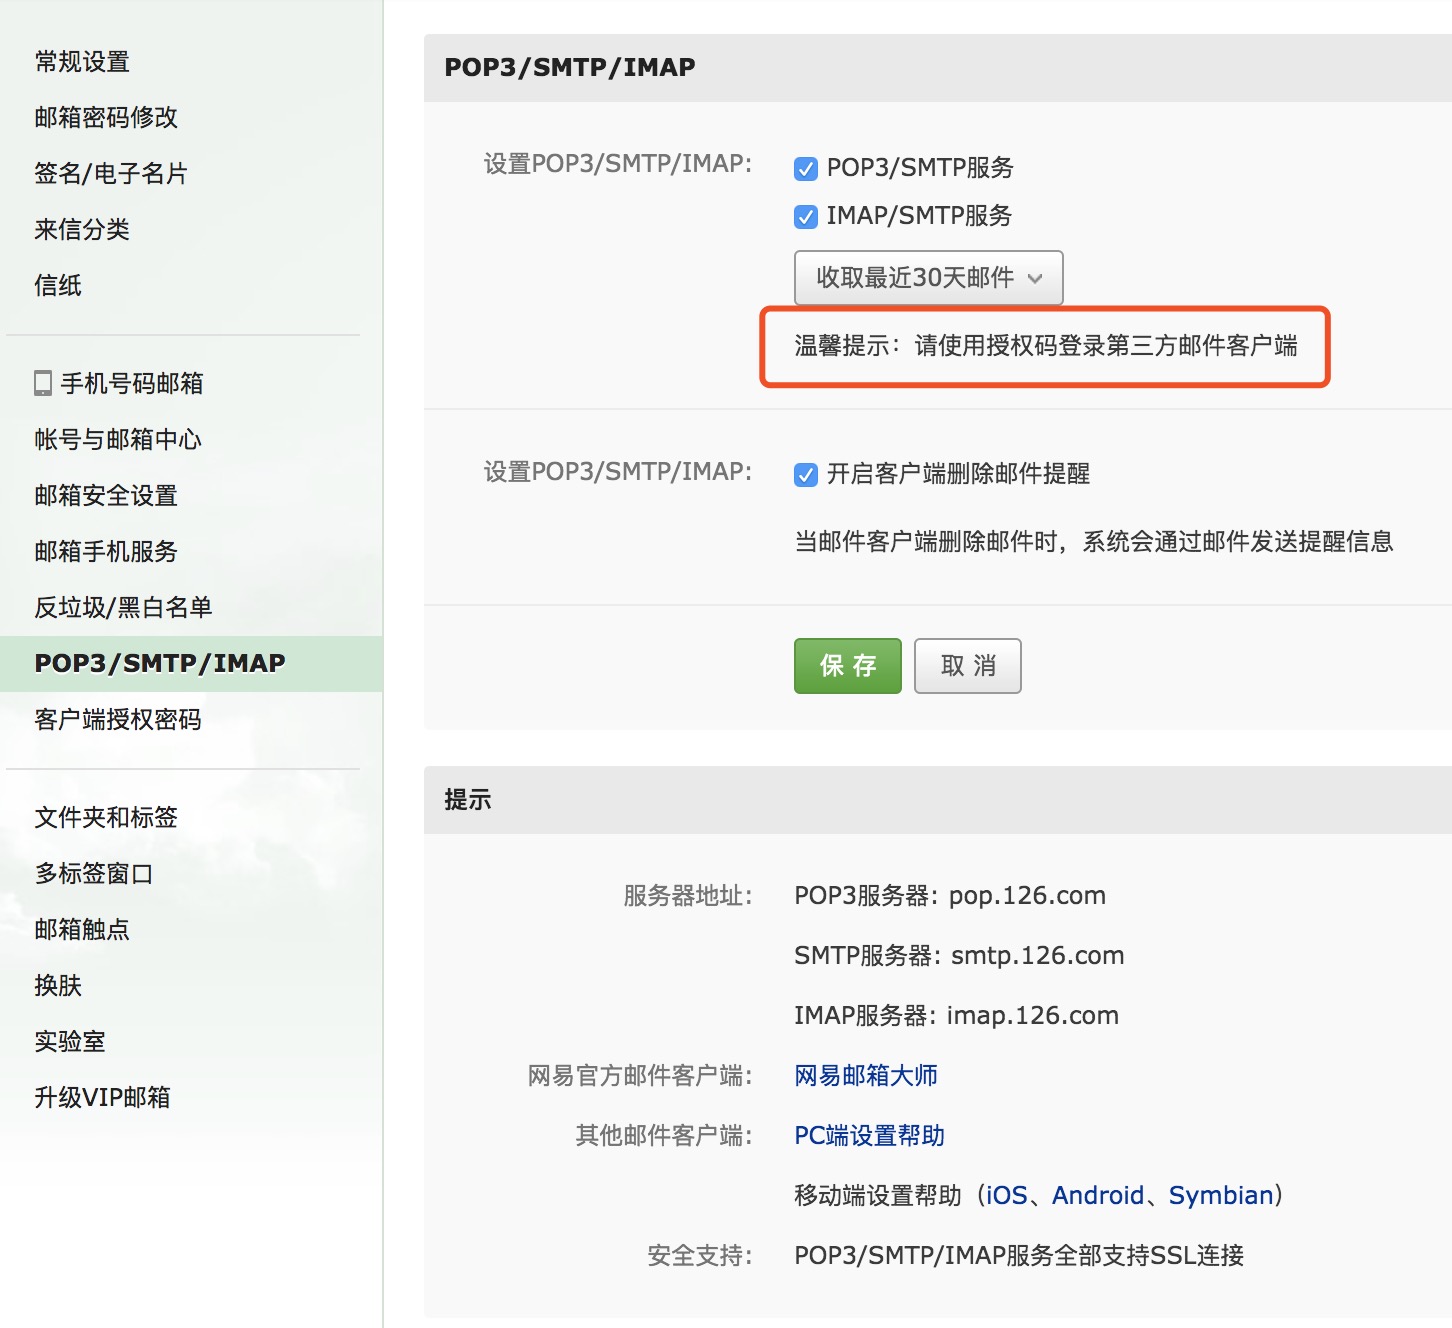 常规设置
邮箱密码修改
签名/电子名片
来信分类
信纸
手机号码邮箱
帐号与邮箱中心
邮箱安全设置
邮箱手机服务
反垃圾/黑白名单
POP3/SMTP/IMAP
客户端授权密码
文件夹和标签
多标签窗口
邮箱触点
换肤
实验室
升级VIP邮箱
POP3/SMTP/IMAP
设置POP3/SMTP/IMAP:
POP3/SMTP服务
IMAP/SMTP服务
收取最近30天邮件
温馨提示：请使用授权码登录第三方邮件客户端
设置POP3/SMTP/IMAP:
开启客户端删除邮件提醒
当邮件客户端删除邮件时，系统会通过邮件发送提醒信息
保 存 取 消
提示
服务器地址: POP3服务器: pop.126.com
SMTP服务器: smtp.126.com
IMAP服务器: imap.126.com
网易官方邮件客户端: 网易邮箱大师
其他邮件客户端: PC端设置帮助
移动端设置帮助（iOS、Android、Symbian）
安全支持: POP3/SMTP/IMAP服务全部支持SSL连接